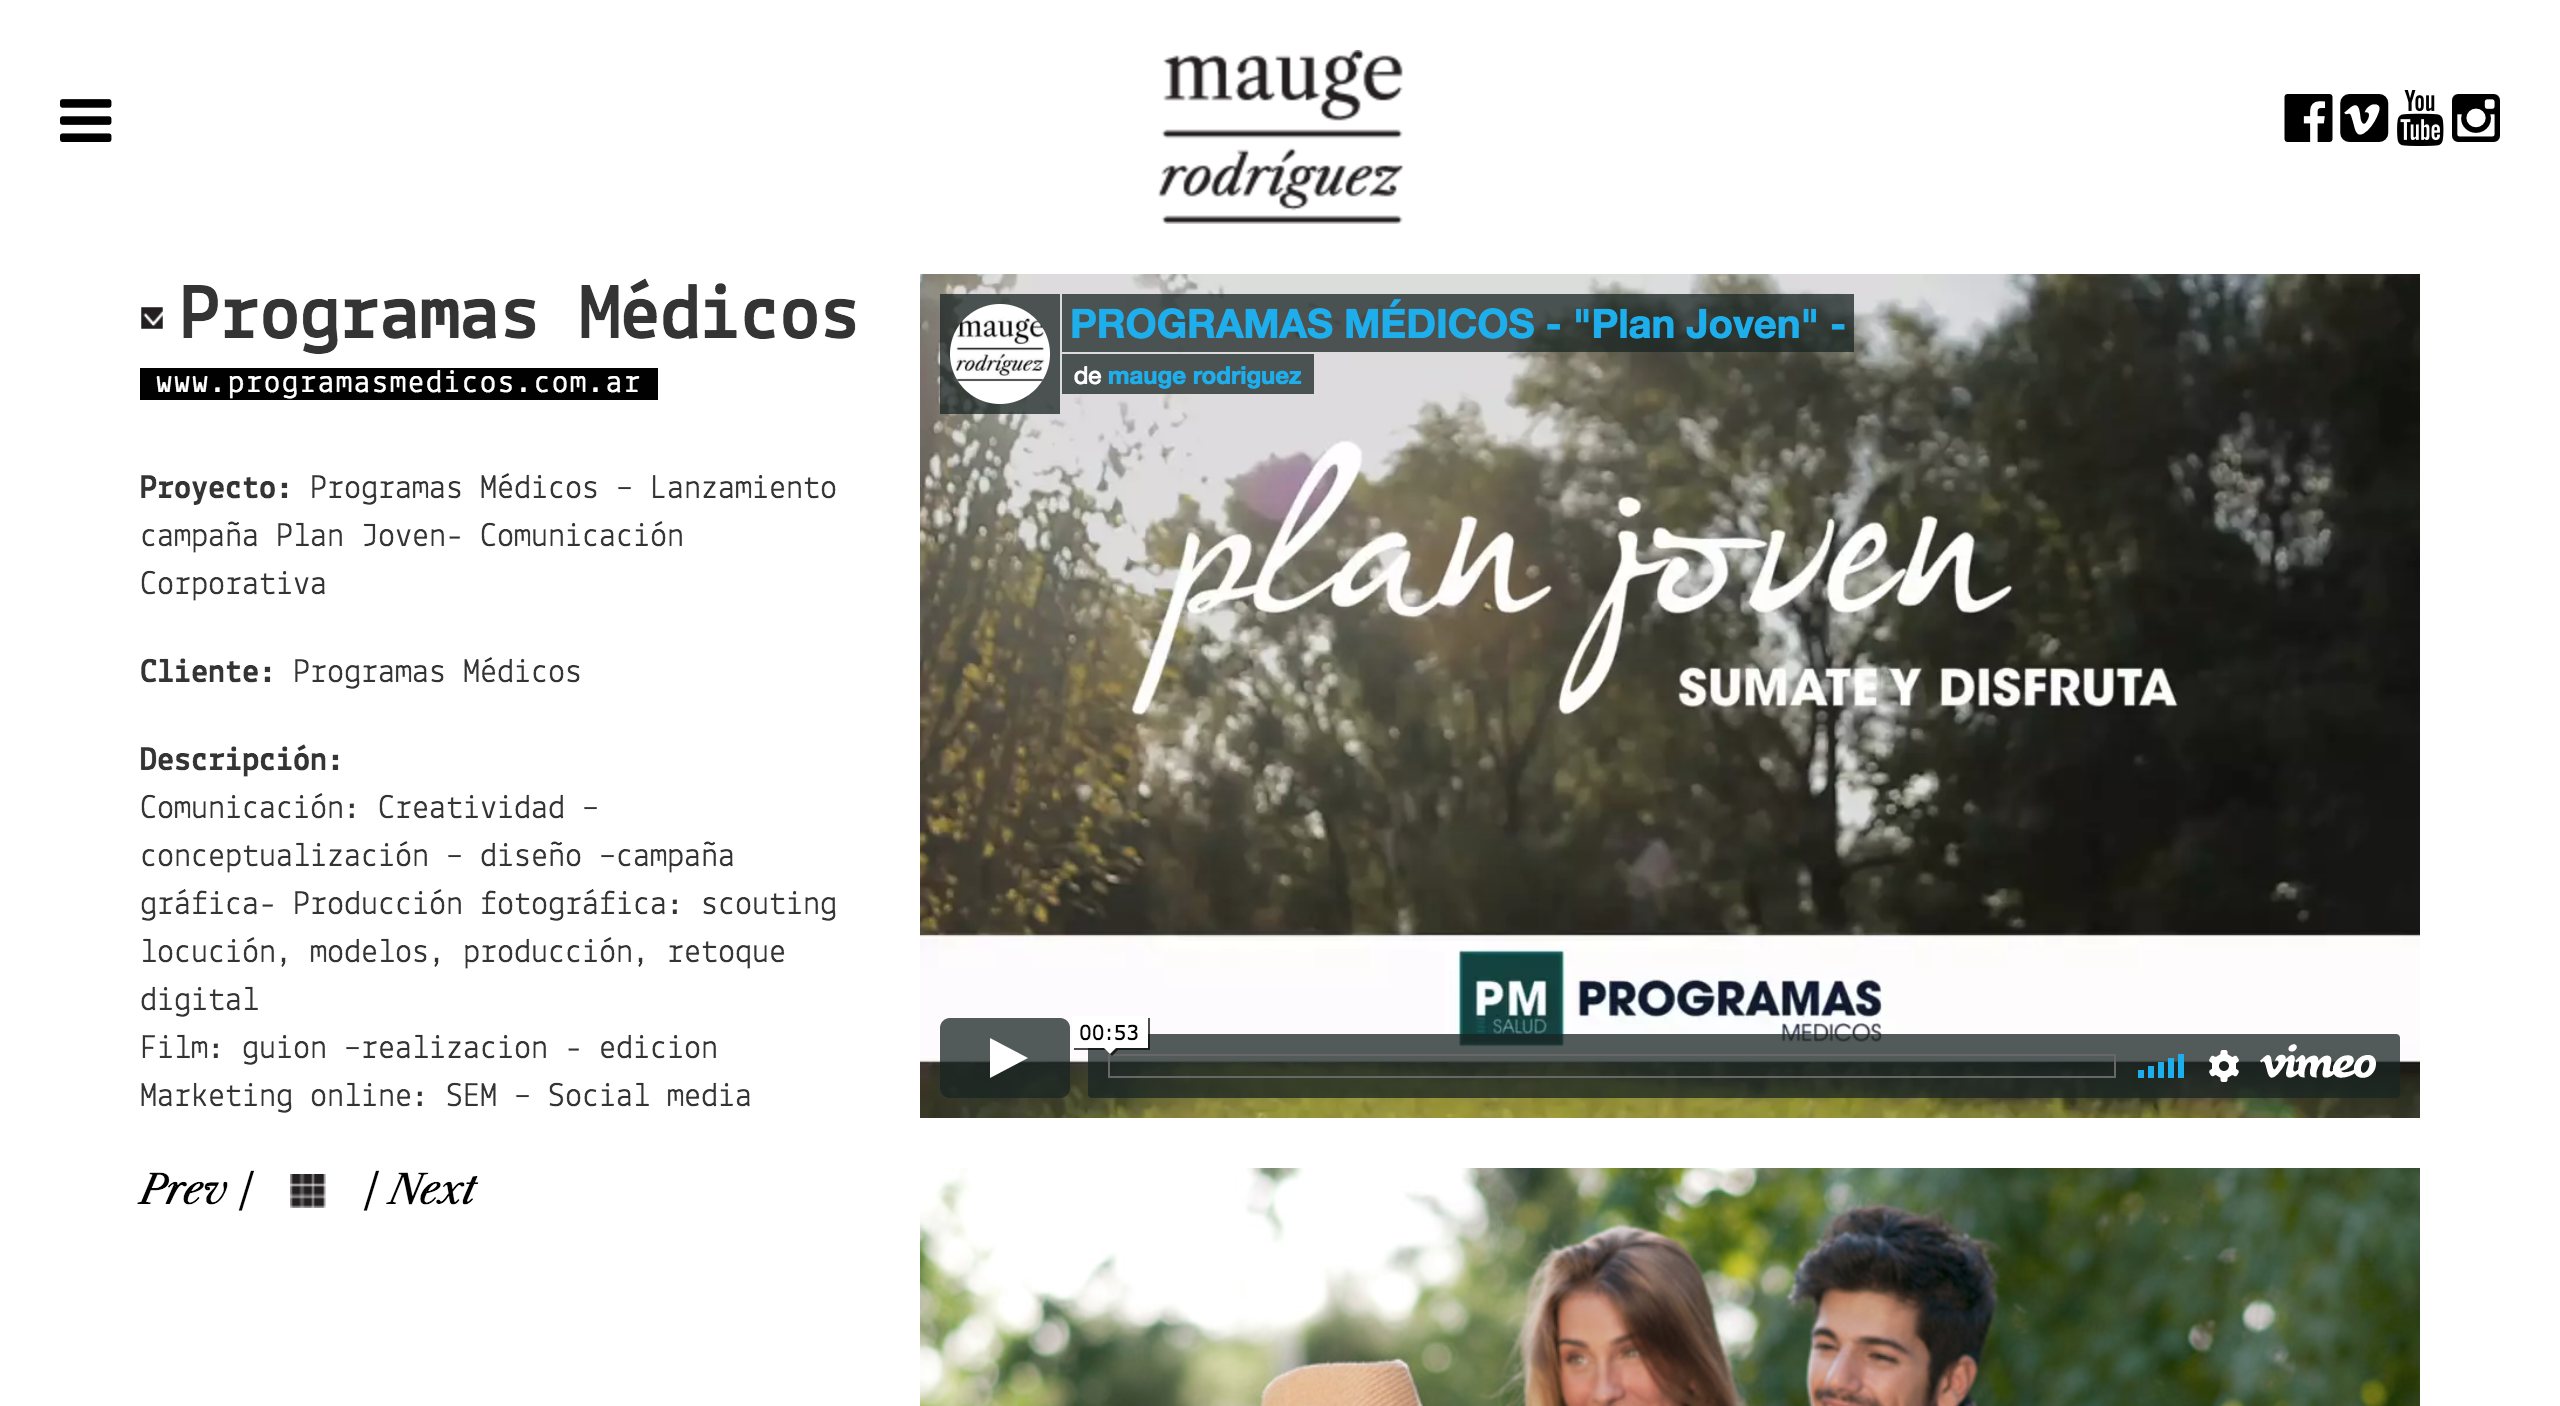 mauge
rodríguez
You
Tube
Programas Médicos
www.programasmedicos.com.ar
Proyecto: Programas Médicos – Lanzamiento
campaña Plan Joven– Comunicación
Corporativa
Cliente: Programas Médicos
Descripción:
Comunicación: Creatividad –
conceptualización – diseño –campaña
gráfica– Producción fotográfica: scouting
locución, modelos, producción, retoque
digital
Film: guion –realizacion – edicion
Marketing online: SEM – Social media
Prev | | Next
mauge
rodríguez
PROGRAMAS MÉDICOS - "Plan Joven" -
de mauge rodriguez
plan joven
SUMATE Y DISFRUTA
PM
SALUD
PROGRAMAS
MEDICOS
00:53
vimeo